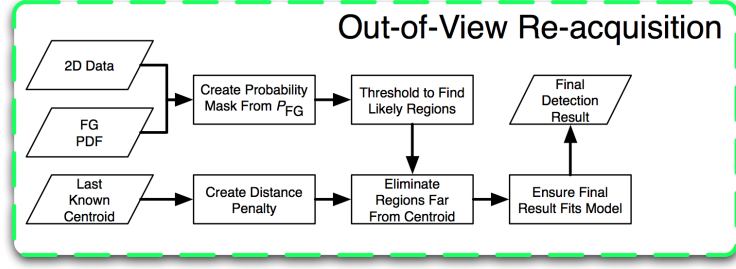 Out-of-View Re-acquisition
2D Data
Create Probability
Mask From PFG
Threshold to Find
Likely Regions
Final
Detection
Result
FG
PDF
Last
Known
Centroid
Create Distance
Penalty
Eliminate
Regions Far
From Centroid
Ensure Final
Result Fits Model